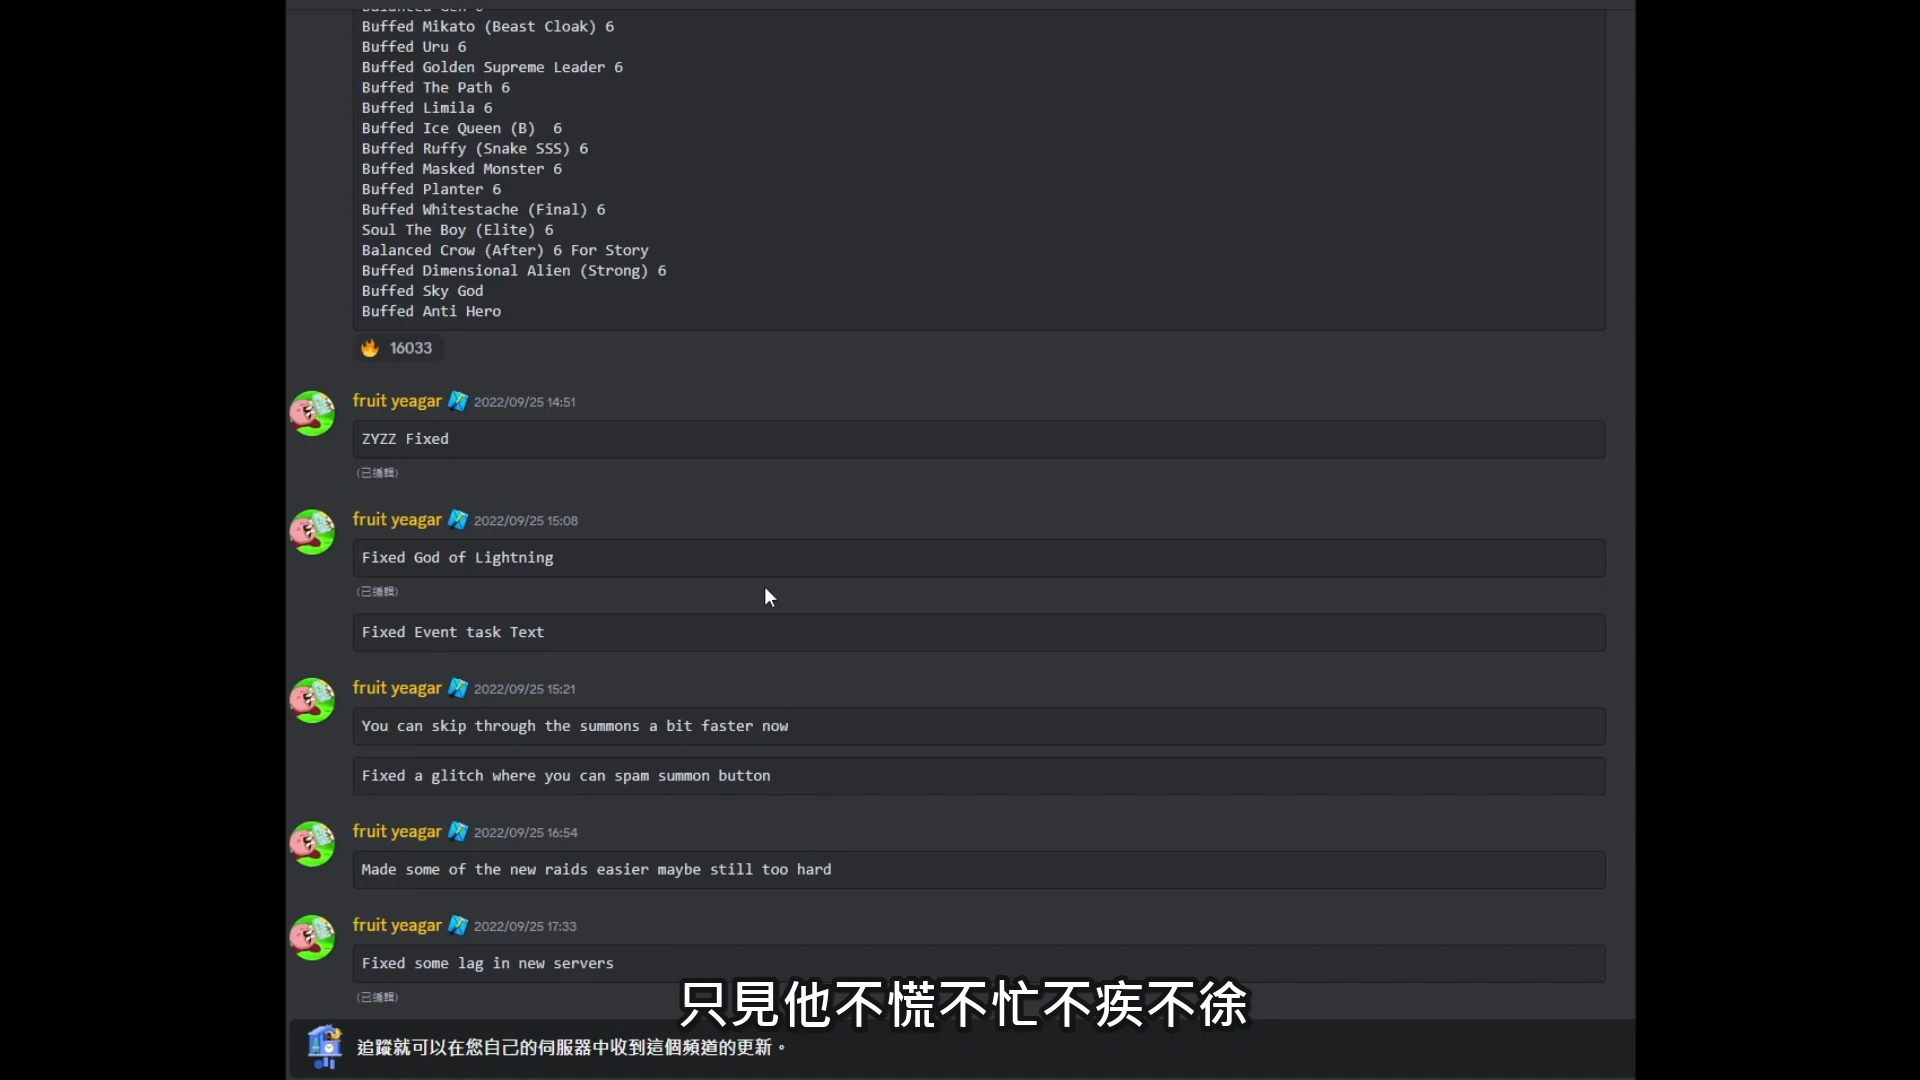 Balanced Gen 6
Buffed Mikato (Beast Cloak) 6
Buffed Uru 6
Buffed Golden Supreme Leader 6
Buffed The Path 6
Buffed Limila 6
Buffed Ice Queen (B)  6
Buffed Ruffy (Snake SSS) 6
Buffed Masked Monster 6
Buffed Planter 6
Buffed Whitestache (Final) 6
Soul The Boy (Elite) 6
Balanced Crow (After) 6 For Story
Buffed Dimensional Alien (Strong) 6
Buffed Sky God
Buffed Anti Hero
16033
fruit yeagar 2022/09/25 14:51
ZYZZ Fixed
(已編輯)
fruit yeagar 2022/09/25 15:08
Fixed God of Lightning
(已編輯)
Fixed Event task Text
fruit yeagar 2022/09/25 15:21
You can skip through the summons a bit faster now
Fixed a glitch where you can spam summon button
fruit yeagar 2022/09/25 16:54
Made some of the new raids easier maybe still too hard
fruit yeagar 2022/09/25 17:33
Fixed some lag in new servers
(已編輯)
只見他不慌不忙不疾不徐
追蹤就可以在您自己的伺服器中收到這個頻道的更新。